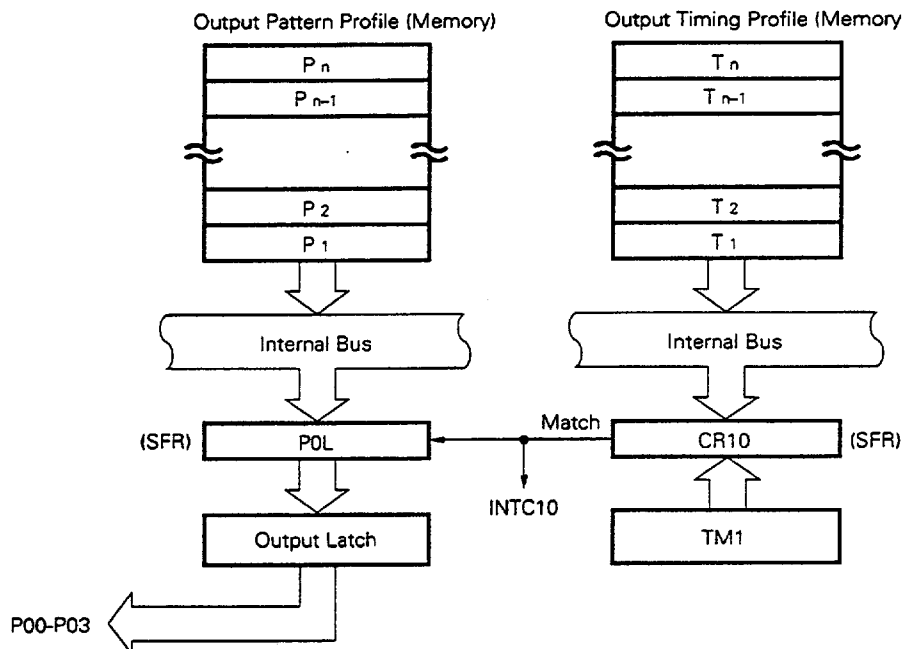 Output Pattern Profile (Memory)
P n
P n–1
P 2
P 1
Internal Bus
(SFR)
P0L
Output Latch
P00-P03
Output Timing Profile (Memory
T n
T n–1
T 2
T 1
Internal Bus
Match
CR10
(SFR)
INTC10
TM1